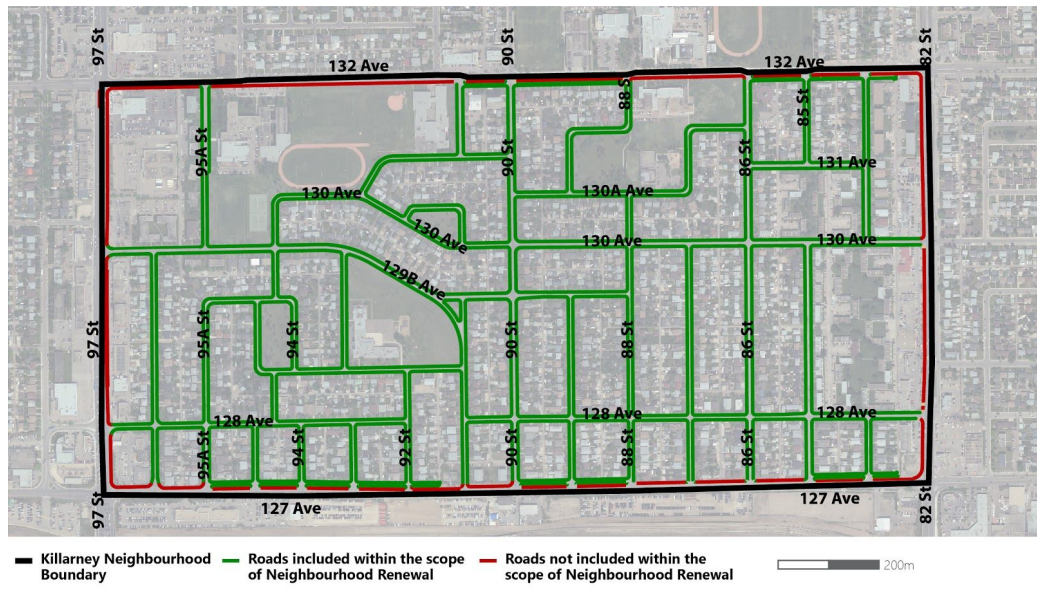 97 St
90 St
82 St
132 Ave
132 Ave
88 St
85 St
95A St
90 St
86 St
131 Ave
130 Ave
130A Ave
130 Ave
130 Ave
130 Ave
129B Ave
97 St
95A St
94 St
90 St
88 St
86 St
128 Ave
128 Ave
128 Ave
95A St
94 St
92 St
90 St
88 St
86 St
97 St
127 Ave
127 Ave
82 St
Killarney Neighbourhood
Boundary
Roads included within the scope
of Neighbourhood Renewal
Roads not included within the
scope of Neighbourhood Renewal
200m